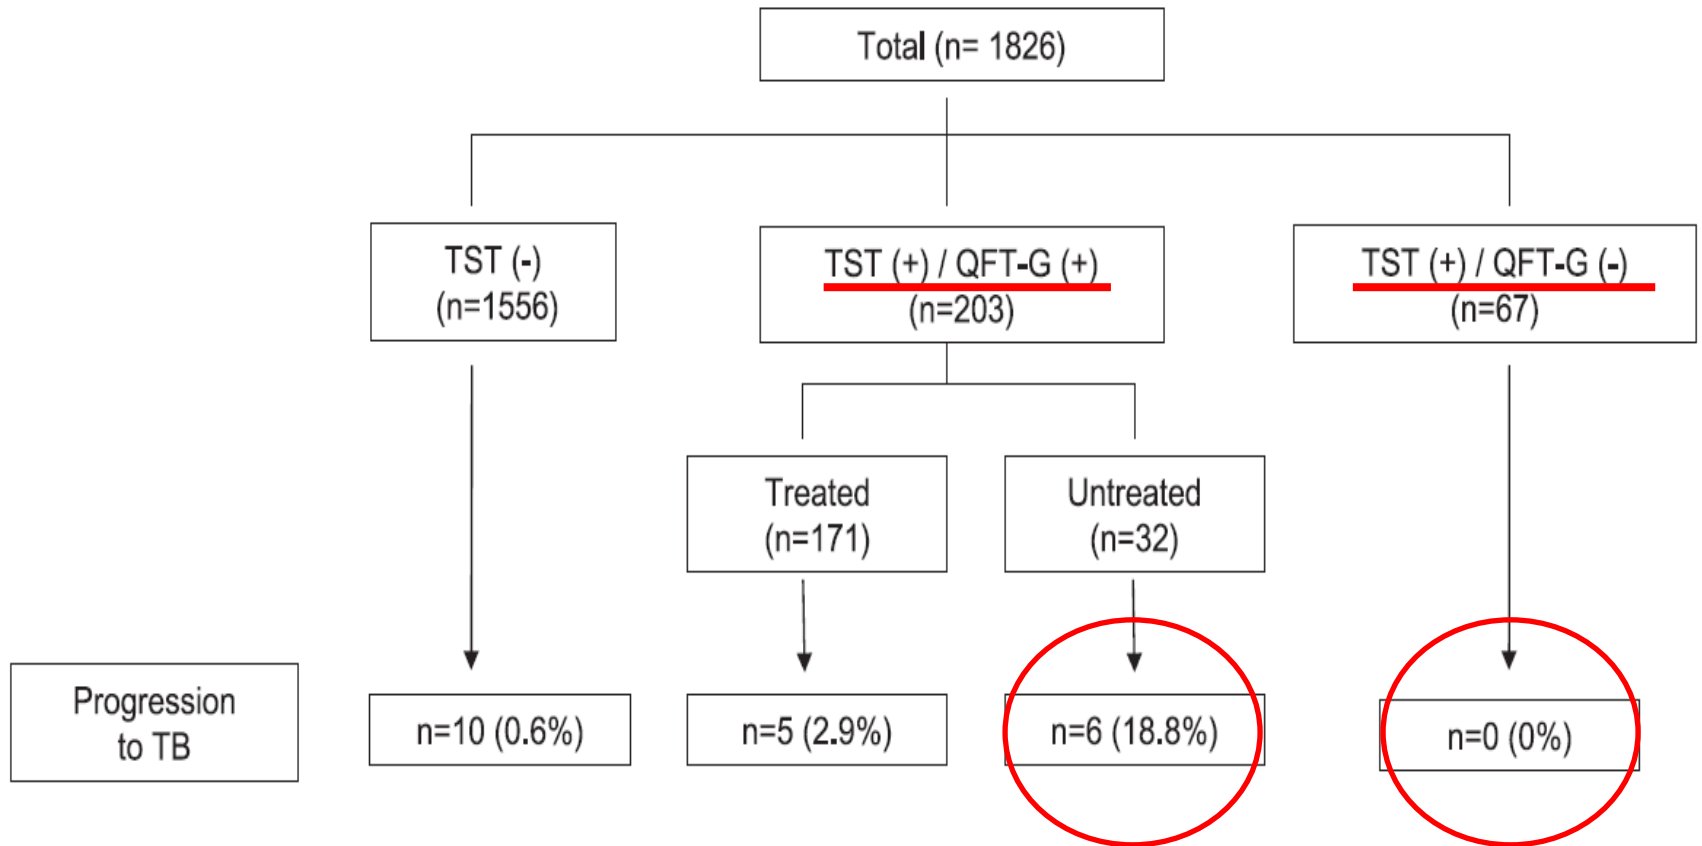 Total (n= 1826)
TST (-)
(n=1556)
TST (+) / QFT-G (+)
(n=203)
TST (+) / QFT-G (-)
(n=67)
Treated
(n=171)
Untreated
(n=32)
Progression
to TB
n=10 (0.6%)
n=5 (2.9%)
n=6 (18.8%)
n=0 (0%)